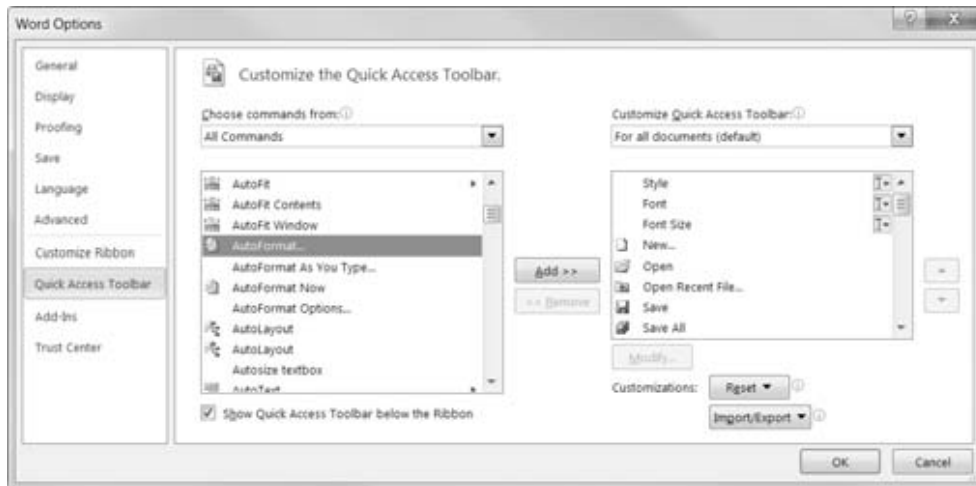 Word Options
General
Display
Proofing
Save
Language
Advanced
Customize Ribbon
Quick Access Toolbar
Add-Ins
Trust Center
Customize the Quick Access Toolbar.
Choose commands from:
All Commands
AutoFit
AutoFit Contents
AutoFit Window
AutoFormat...
AutoFormat As You Type...
AutoFormat Now
AutoFormat Options...
AutoLayout
AutoLayout
Autosize textbox
AutoText
Show Quick Access Toolbar below the Ribbon
Add >>
<< Remove
Customize Quick Access Toolbar:
For all documents (default)
Style
Font
Font Size
New...
Open
Open Recent File...
Save
Save All
Modify...
Customizations: Reset
Import/Export
OK Cancel